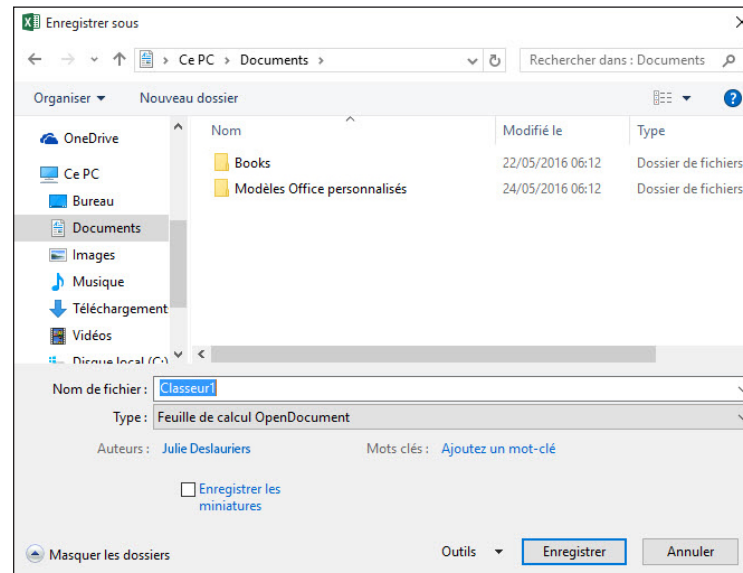 Enregistrer sous
Ce PC > Documents >
Rechercher dans : Documents
Organiser
Nouveau dossier
?
Nom
Modifié le
Type
OneDrive
Ce PC
Bureau
Documents
Images
Musique
Téléchargement
Vidéos
Disque local (C:)
Books 22/05/2016 06:12 Dossier de fichiers
Modèles Office personnalisés 24/05/2016 06:12 Dossier de fichiers
Nom de fichier : Classeur1
Type : Feuille de calcul OpenDocument
Auteurs : Julie Deslauriers
Mots clés : Ajoutez un mot-clé
Enregistrer les
miniatures
Masquer les dossiers
Outils
Enregistrer
Annuler